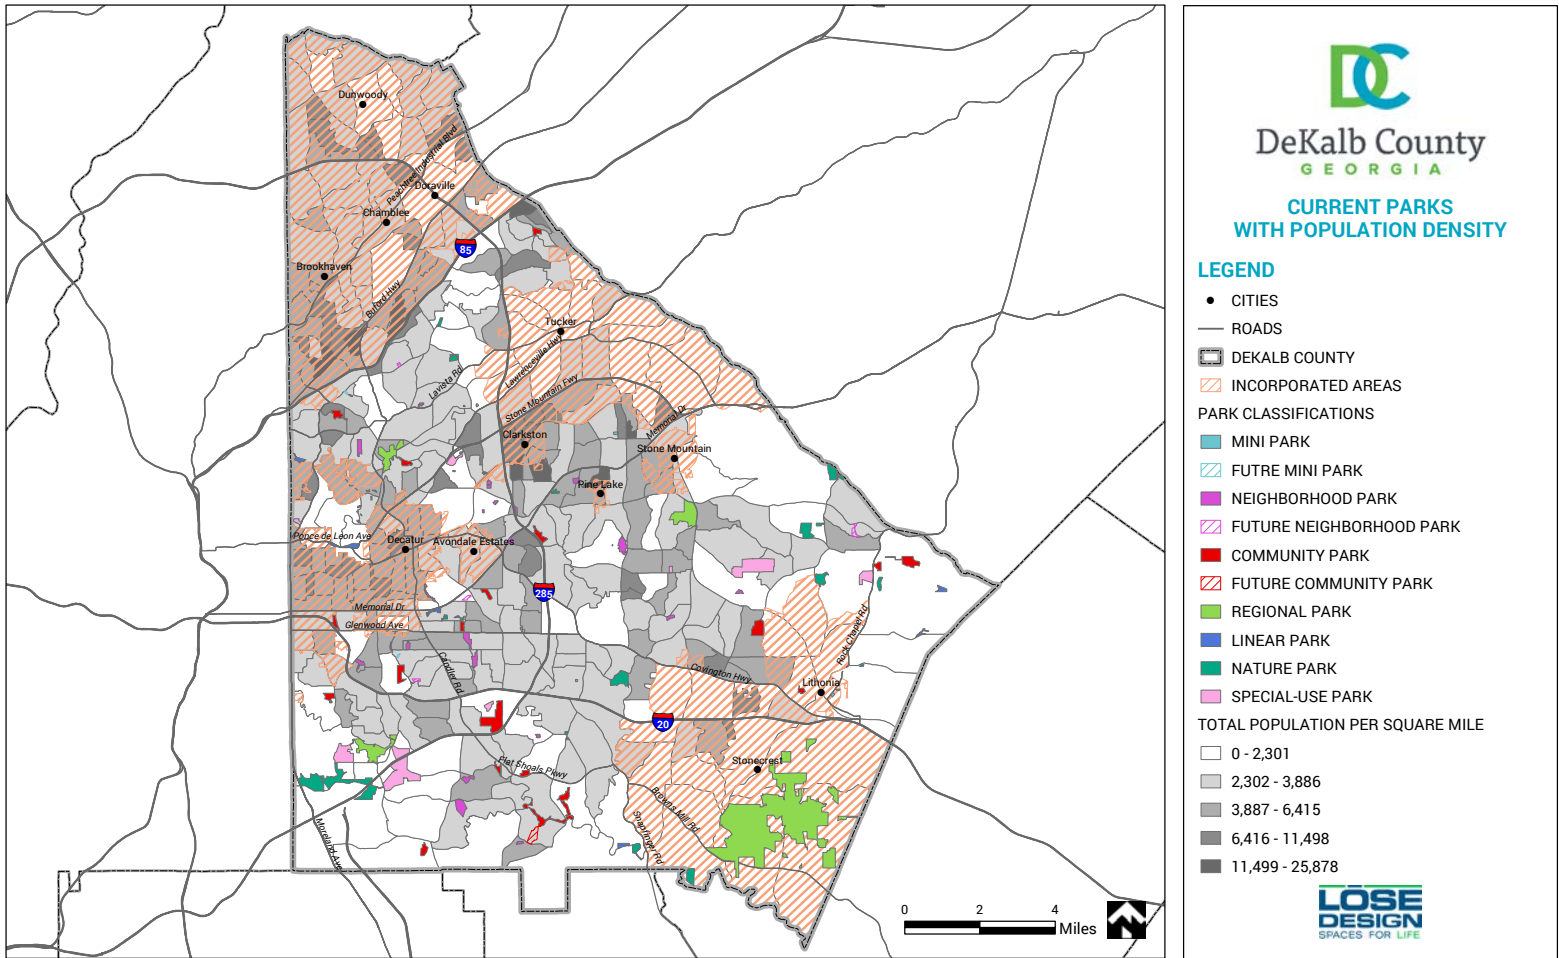 Dunwoody
Peachtree Industrial Blvd
Doraville
Chamblee
85
Brookhaven
Buford Hwy
Tucker
Lawrenceville Hwy
Lavista Rd
Stone Mountain Fwy
Memorial Dr
Clarkston
Stone Mountain
Pine Lake
Ponce de Leon Ave
Decatur
Avondale Estates
285
Memorial Dr
Glenwood Ave
Candler Rd
Rock Chapel Rd
Covington Hwy
Lithonia
20
Flat Shoals Pkwy
Stonecrest
Browns Mill Rd
Snapfinger Rd
Moreland Ave
0 2 4
Miles
DC
DeKalb County
GEORGIA
CURRENT PARKS
WITH POPULATION DENSITY
LEGEND
CITIES
ROADS
DEKALB COUNTY
INCORPORATED AREAS
PARK CLASSIFICATIONS
MINI PARK
FUTRE MINI PARK
NEIGHBORHOOD PARK
FUTURE NEIGHBORHOOD PARK
COMMUNITY PARK
FUTURE COMMUNITY PARK
REGIONAL PARK
LINEAR PARK
NATURE PARK
SPECIAL-USE PARK
TOTAL POPULATION PER SQUARE MILE
0 - 2,301
2,302 - 3,886
3,887 - 6,415
6,416 - 11,498
11,499 - 25,878
LOSE
DESIGN
SPACES FOR LIFE